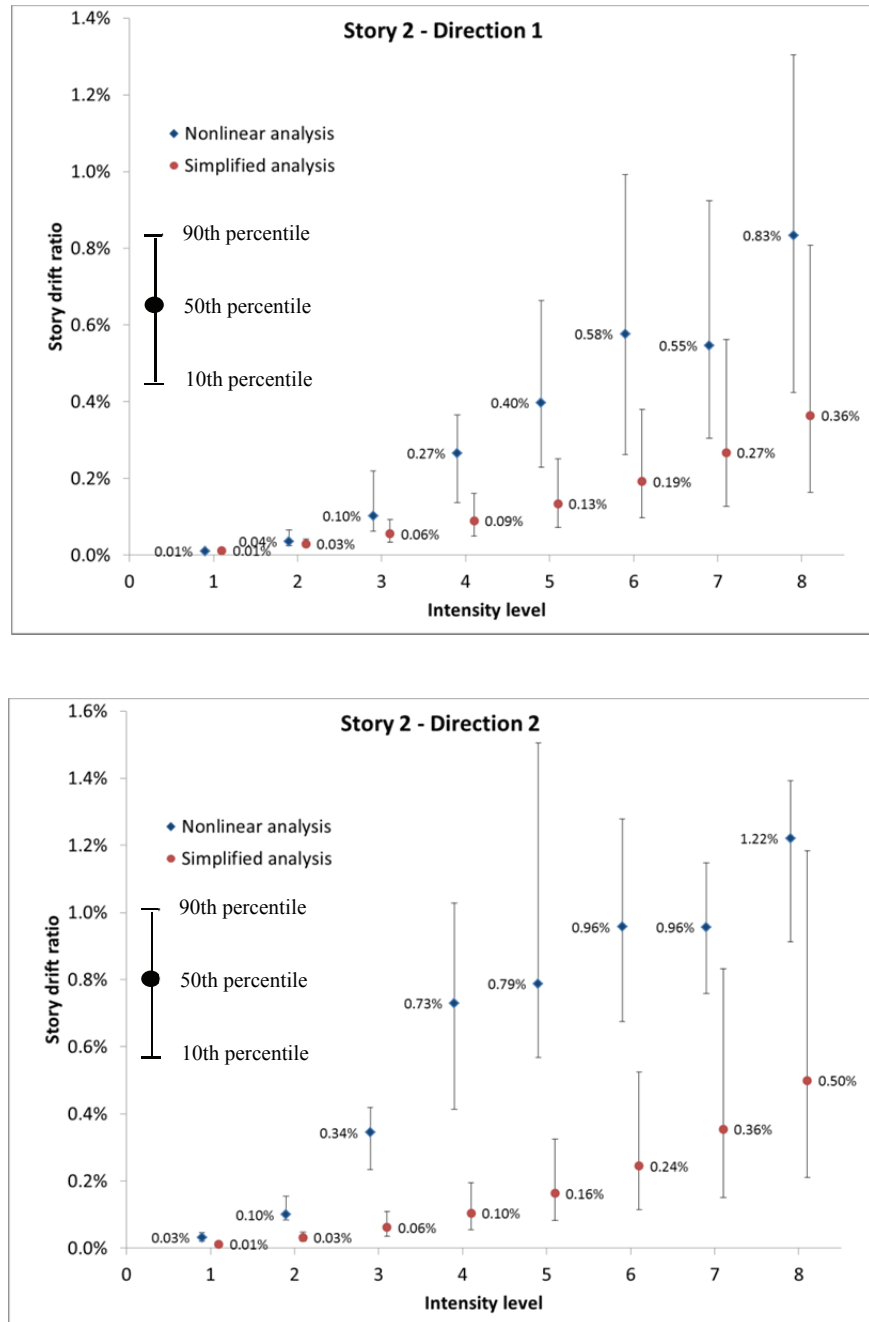 Story 2 - Direction 1
1.4%
1.2%
1.0%
0.8%
0.6%
0.4%
0.2%
0.0%
Story drift ratio
Nonlinear analysis
Simplified analysis
90th percentile
50th percentile
10th percentile
0.01%
0.01%
0.04%
0.03%
0.10%
0.06%
0.27%
0.09%
0.40%
0.13%
0.58%
0.19%
0.55%
0.27%
0.83%
0.36%
0 1 2 3 4 5 6 7 8
Intensity level
Story 2 - Direction 2
1.6%
1.4%
1.2%
1.0%
0.8%
0.6%
0.4%
0.2%
0.0%
Story drift ratio
Nonlinear analysis
Simplified analysis
90th percentile
50th percentile
10th percentile
0.03%
0.01%
0.10%
0.03%
0.34%
0.06%
0.73%
0.10%
0.79%
0.16%
0.96%
0.24%
0.96%
0.36%
1.22%
0.50%
0 1 2 3 4 5 6 7 8
Intensity level